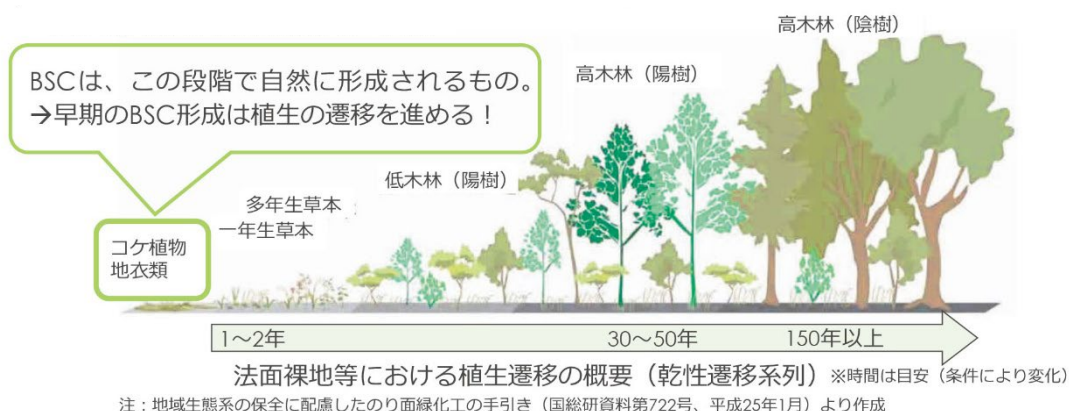 高木林（陰樹）
高木林（陽樹）
BSCは、この段階で自然に形成されるもの。
→早期のBSC形成は植生の遷移を進める！
低木林（陽樹）
多年生草本
一年生草本
コケ植物
地衣類
1～2年
30～50年
150年以上
法面裸地等における植生遷移の概要（乾性遷移系列）※時間は目安（条件により変化）
注：地域生態系の保全に配慮したのり面緑化工の手引き（国総研資料第722号、平成25年1月）より作成